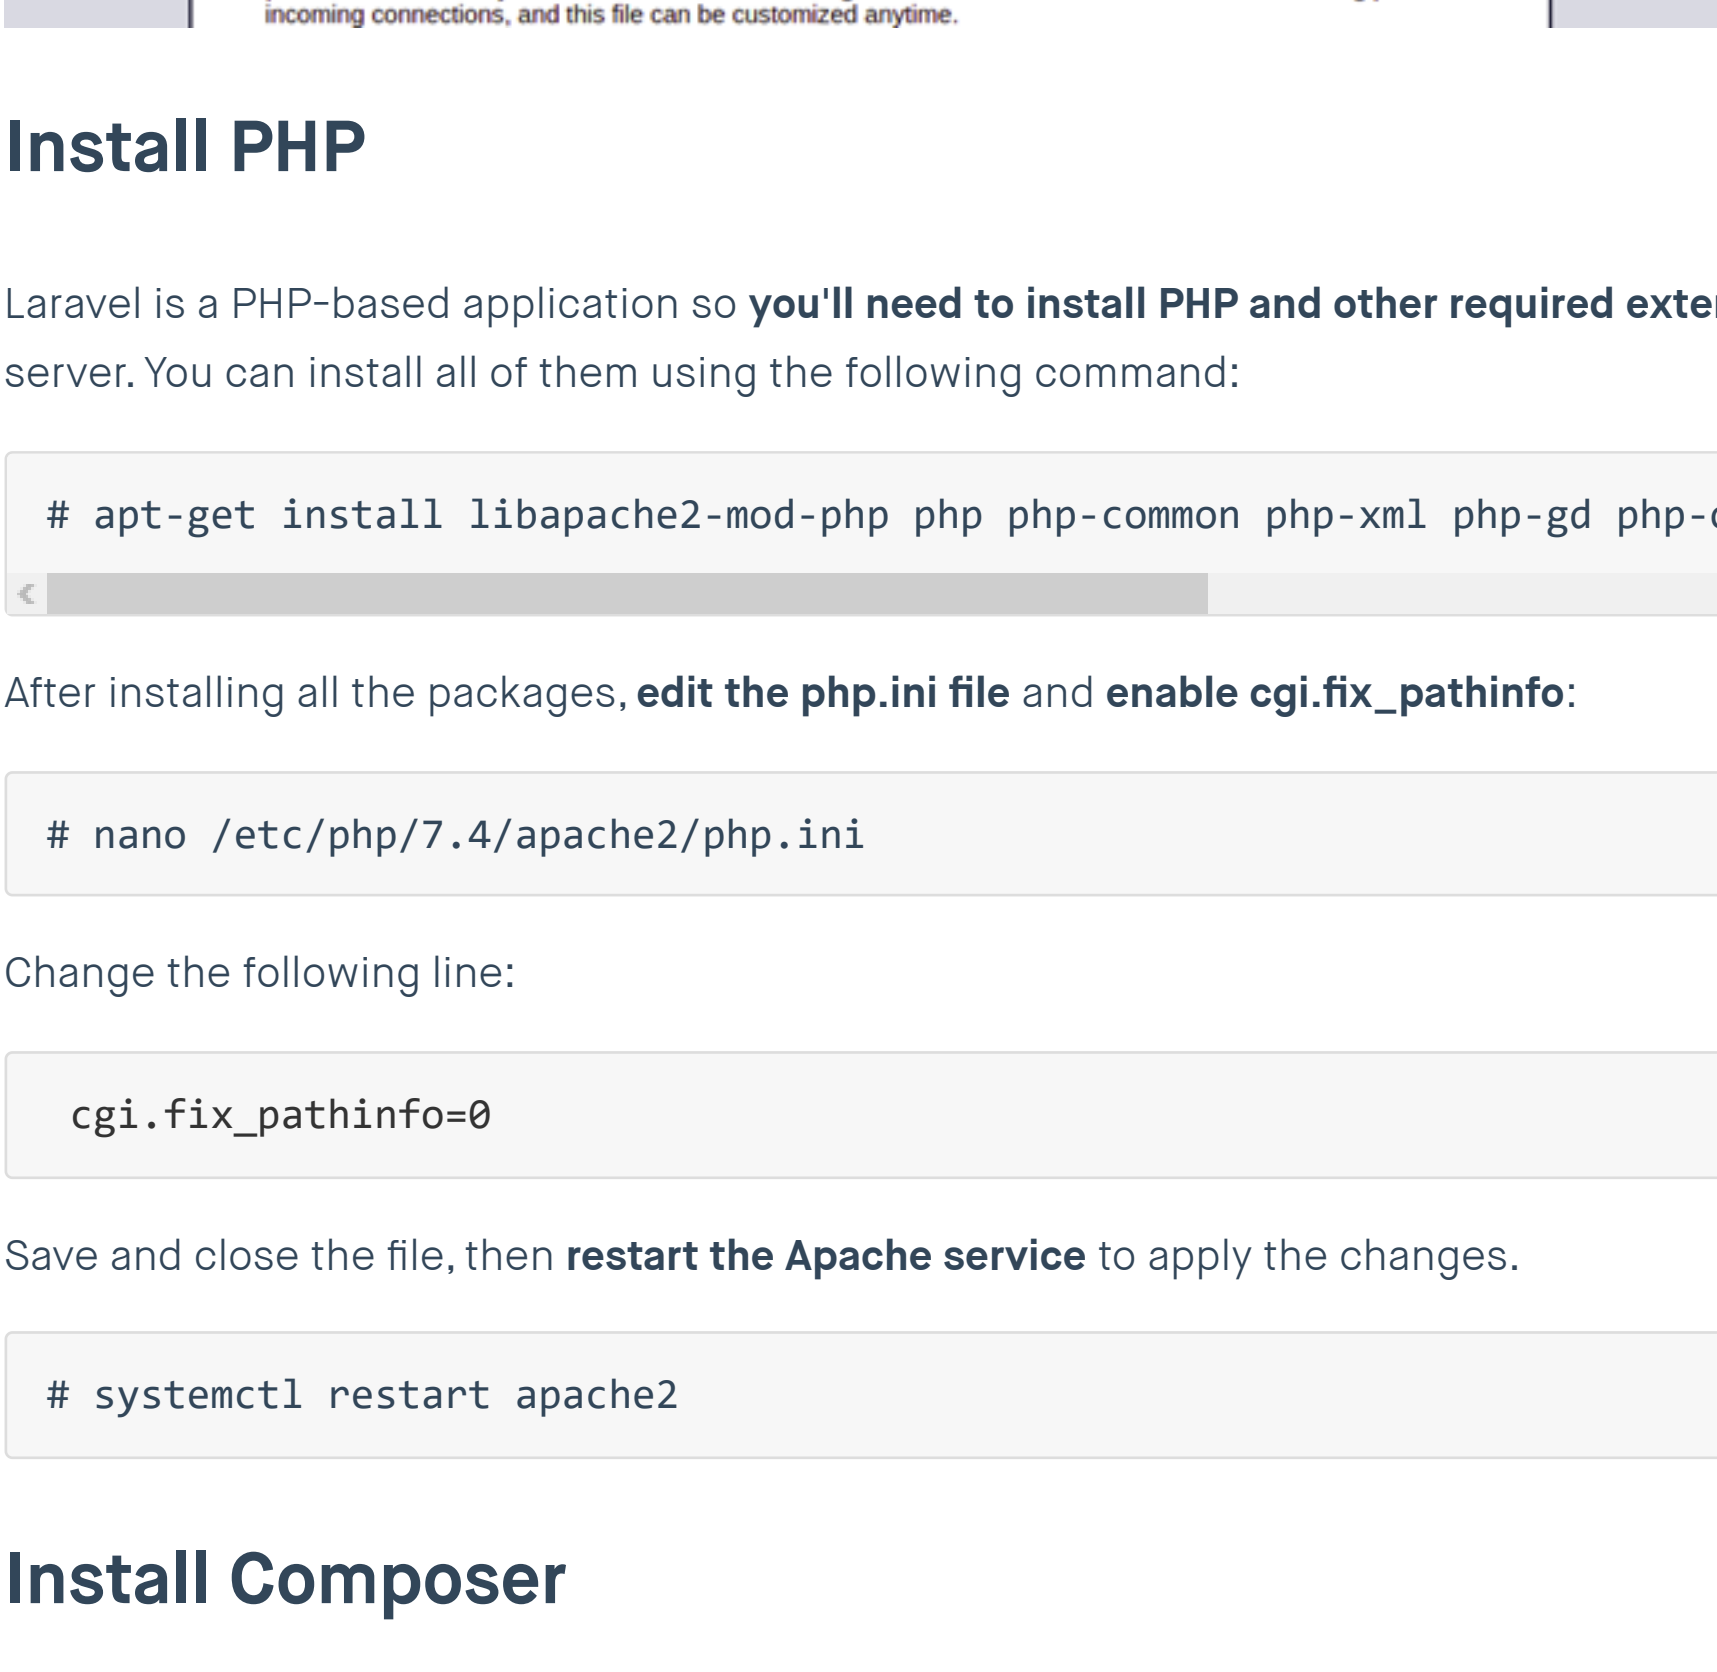 incoming connections, and this file can be customized anytime.
Install PHP
Laravel is a PHP-based application so you'll need to install PHP and other required
server. You can install all of them using the following command:
# apt-get install libapache2-mod-php php php-common php-xml php-gd
After installing all the packages, edit the php.ini file and enable cgi.fix_pathinfo:
# nano /etc/php/7.4/apache2/php.ini
Change the following line:
cgi.fix_pathinfo=0
Save and close the file, then restart the Apache service to apply the changes.
# systemctl restart apache2
Install Composer